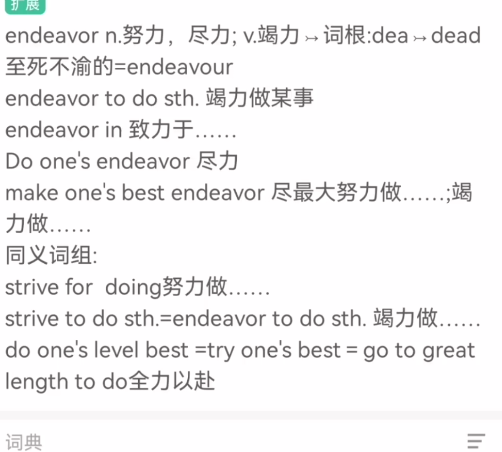 扩展
endeavor n.努力，尽力; v.竭力↣词根:dea↣dead
至死不渝的=endeavour
endeavor to do sth. 竭力做某事
endeavor in 致力于……
Do one's endeavor 尽力
make one's best endeavor 尽最大努力做……;竭
力做……
同义词组:
strive for  doing努力做……
strive to do sth.=endeavor to do sth. 竭力做……
do one's level best =try one's best = go to great
length to do全力以赴
词典